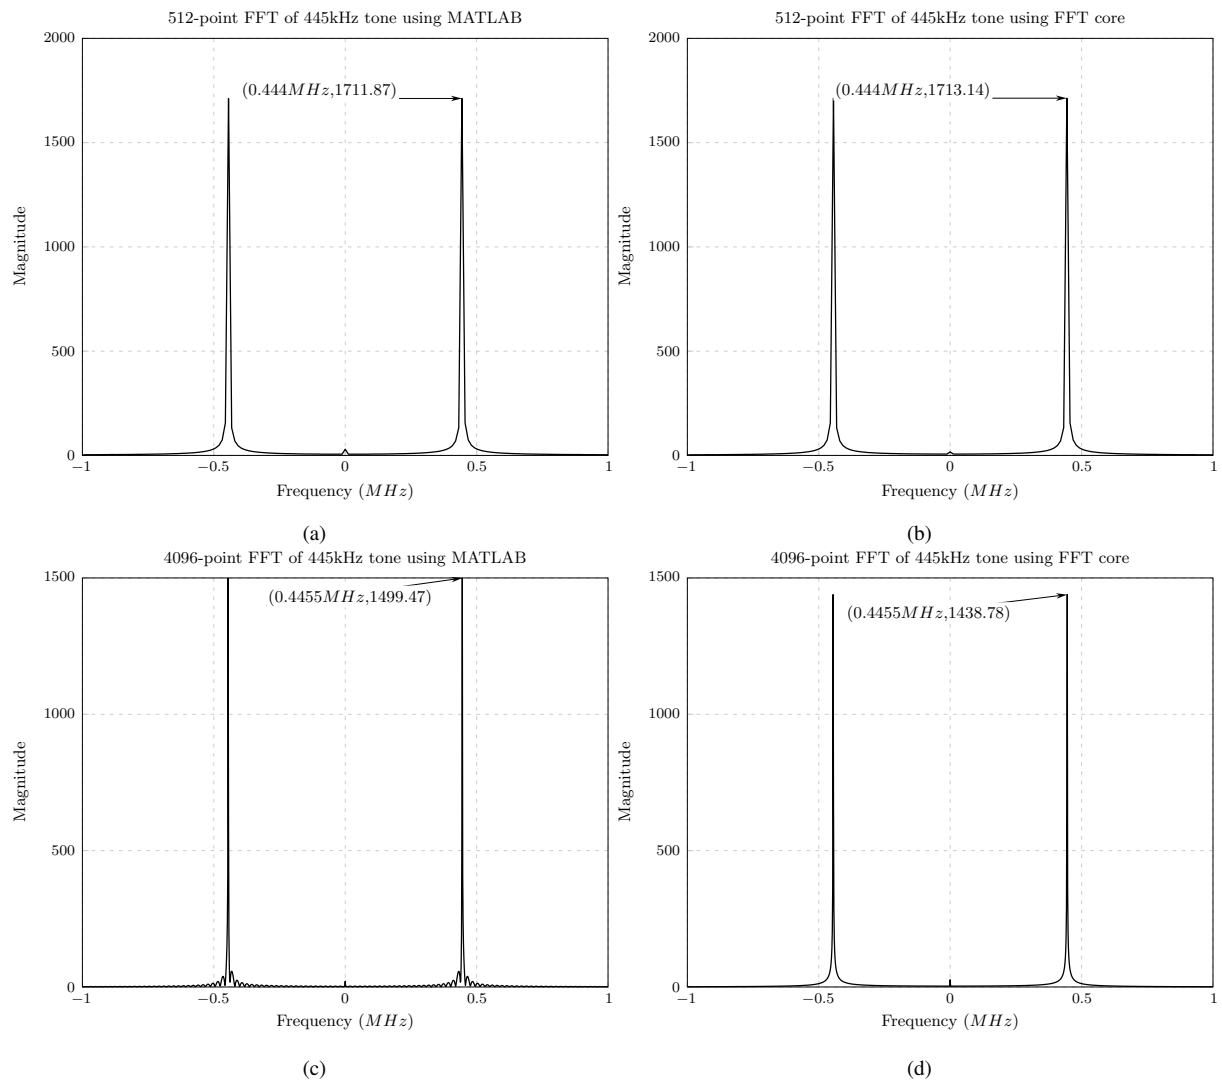 512-point FFT of 445kHz tone using MATLAB
2000
1500
1000
500
0
Magnitude
(0.444MHz,1711.87)
−1
−0.5
0
0.5
1
Frequency (MHz)
(a)
512-point FFT of 445kHz tone using FFT core
2000
1500
1000
500
0
Magnitude
(0.444MHz,1713.14)
−1
−0.5
0
0.5
1
Frequency (MHz)
(b)
4096-point FFT of 445kHz tone using MATLAB
1500
1000
500
0
Magnitude
(0.4455MHz,1499.47)
−1
−0.5
0
0.5
1
Frequency (MHz)
(c)
4096-point FFT of 445kHz tone using FFT core
1500
1000
500
0
Magnitude
(0.4455MHz,1438.78)
−1
−0.5
0
0.5
1
Frequency (MHz)
(d)